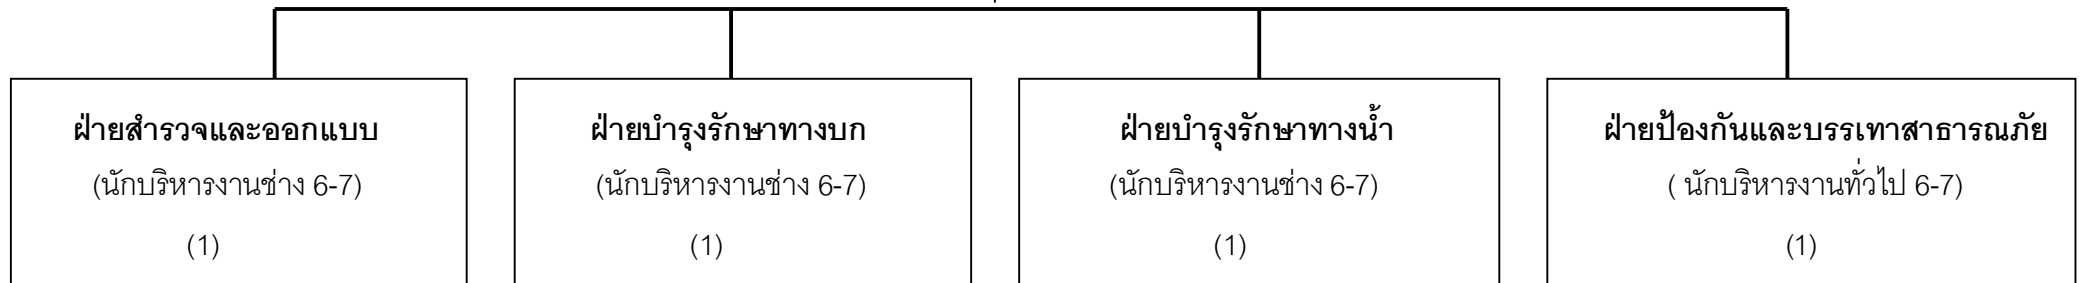 ฝ่ายสำรวจและออกแบบ
(นักบริหารงานช่าง 6-7)
(1)
ฝ่ายบำรุงรักษาทางบก
(นักบริหารงานช่าง 6-7)
(1)
ฝ่ายบำรุงรักษาทางน้ำ
(นักบริหารงานช่าง 6-7)
(1)
ฝ่ายป้องกันและบรรเทาสาธารณภัย
( นักบริหารงานทั่วไป 6-7)
(1)